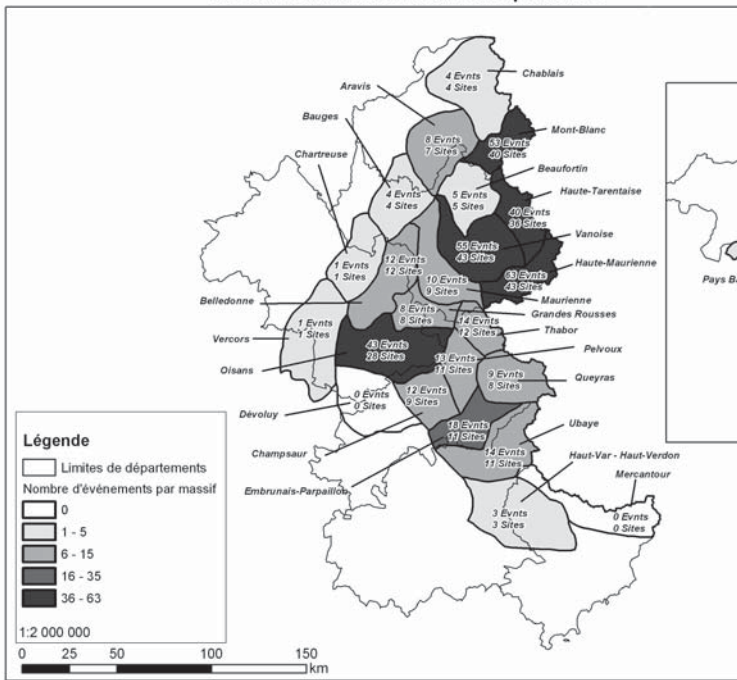 Chablais
4 Evnts
4 Sites
Aravis
Mont-Blanc
8 Evnts
7 Sites
53 Evnts
40 Sites
Bauges
Beaufortin
5 Evnts
5 Sites
Haute-Tarentaise
40 Evnts
36 Sites
Chartreuse
4 Evnts
4 Sites
Vanoise
55 Evnts
43 Sites
Haute-Maurienne
63 Evnts
43 Sites
1 Evnts
1 Sites
12 Evnts
12 Sites
10 Evnts
9 Sites
Maurienne
Belledonne
Grandes Rousses
8 Evnts
8 Sites
14 Evnts
12 Sites
Thabor
1 Evnts
1 Sites
Vercors
Pelvoux
43 Evnts
28 Sites
13 Evnts
11 Sites
Oisans
Queyras
9 Evnts
8 Sites
0 Evnts
0 Sites
12 Evnts
9 Sites
Dévoluy
Ubaye
18 Evnts
11 Sites
Champsaur
14 Evnts
11 Sites
Haut-Var - Haut-Verdon
Embrunais-Parpaillon
Mercantour
3 Evnts
3 Sites
0 Evnts
0 Sites
Pays Ba
Légende
Limites de départements
Nombre d'événements par massif
0
1 - 5
6 - 15
16 - 35
36 - 63
1:2 000 000
0 50 100 150
km